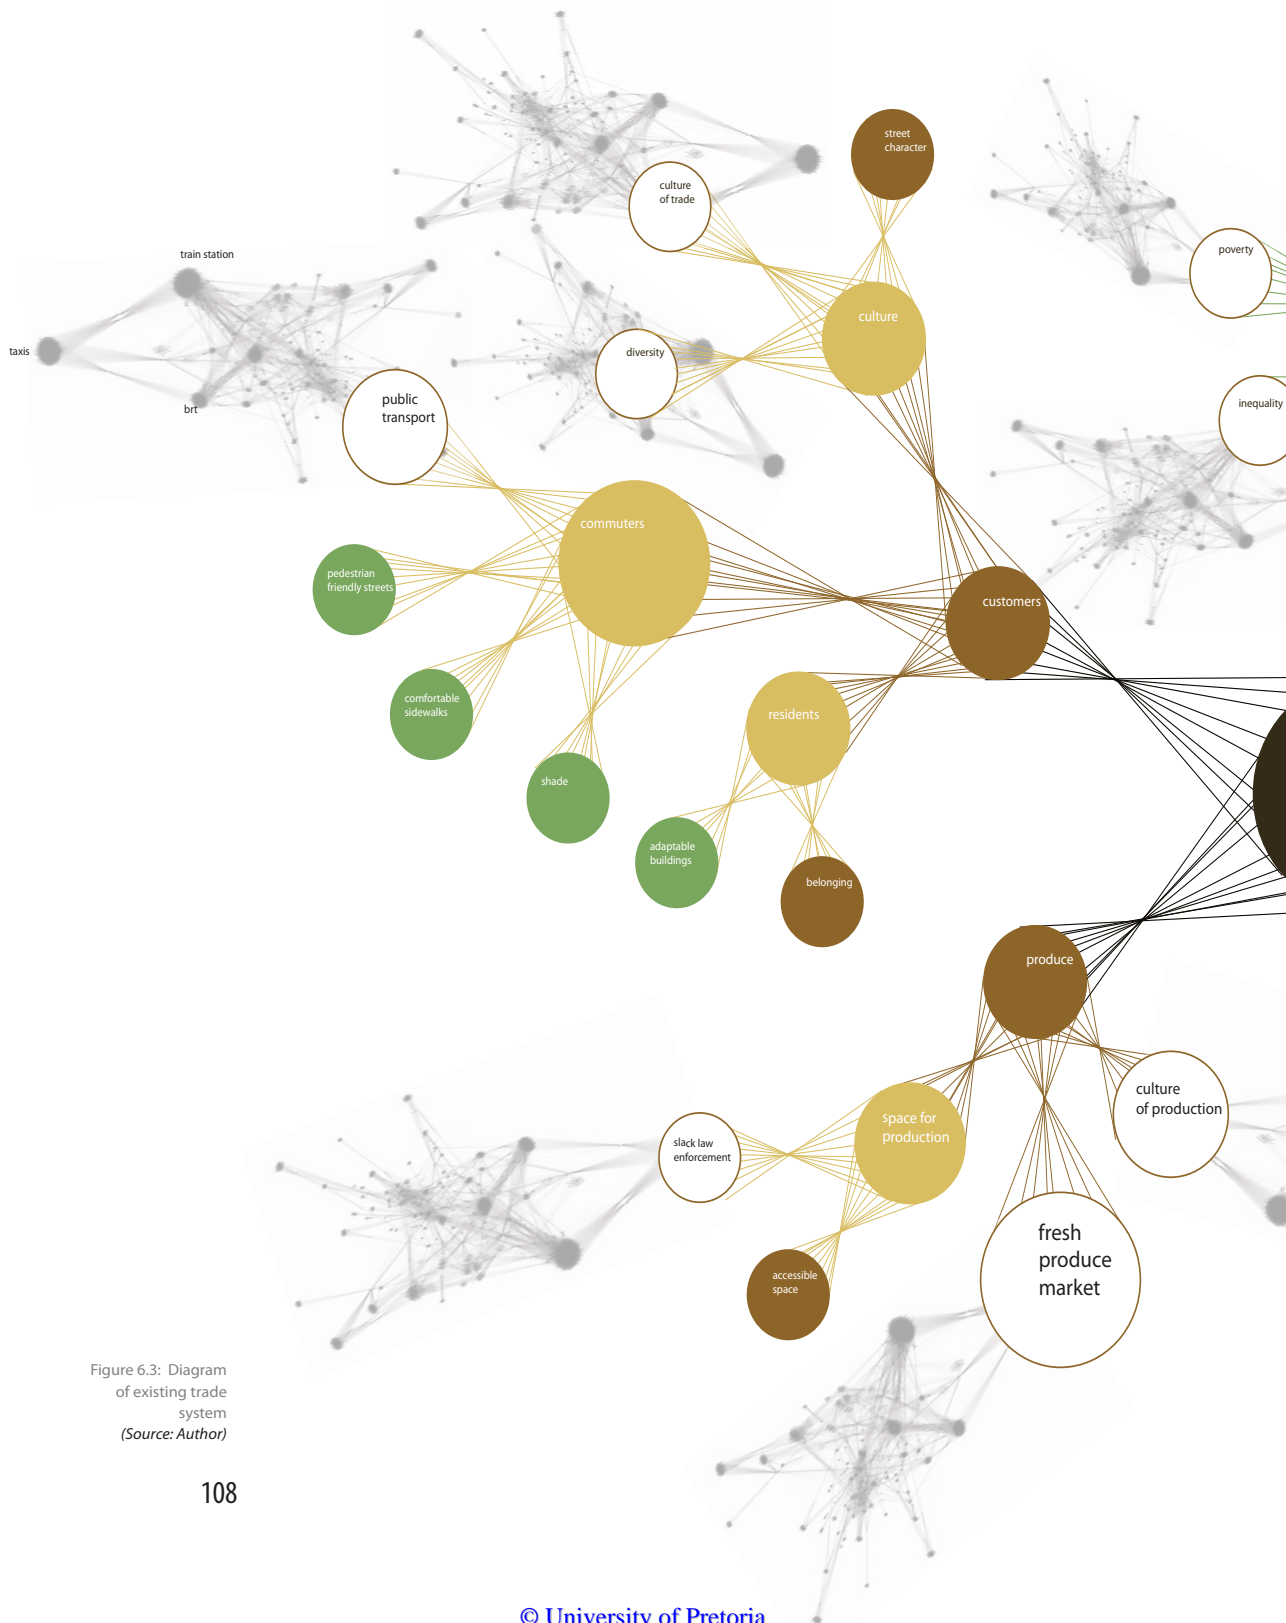 street
character
culture
of trade
poverty
train station
culture
taxis
diversity
brt
public
transport
inequality
commuters
pedestrian
friendly streets
customers
comfortable
sidewalks
residents
shade
adaptable
buildings
belonging
produce
culture
of production
space for
production
slack law
enforcement
fresh
produce
market
accessible
space
Figure 6.3: Diagram
of existing trade
system
(Source: Author)
108
© University of Pretoria